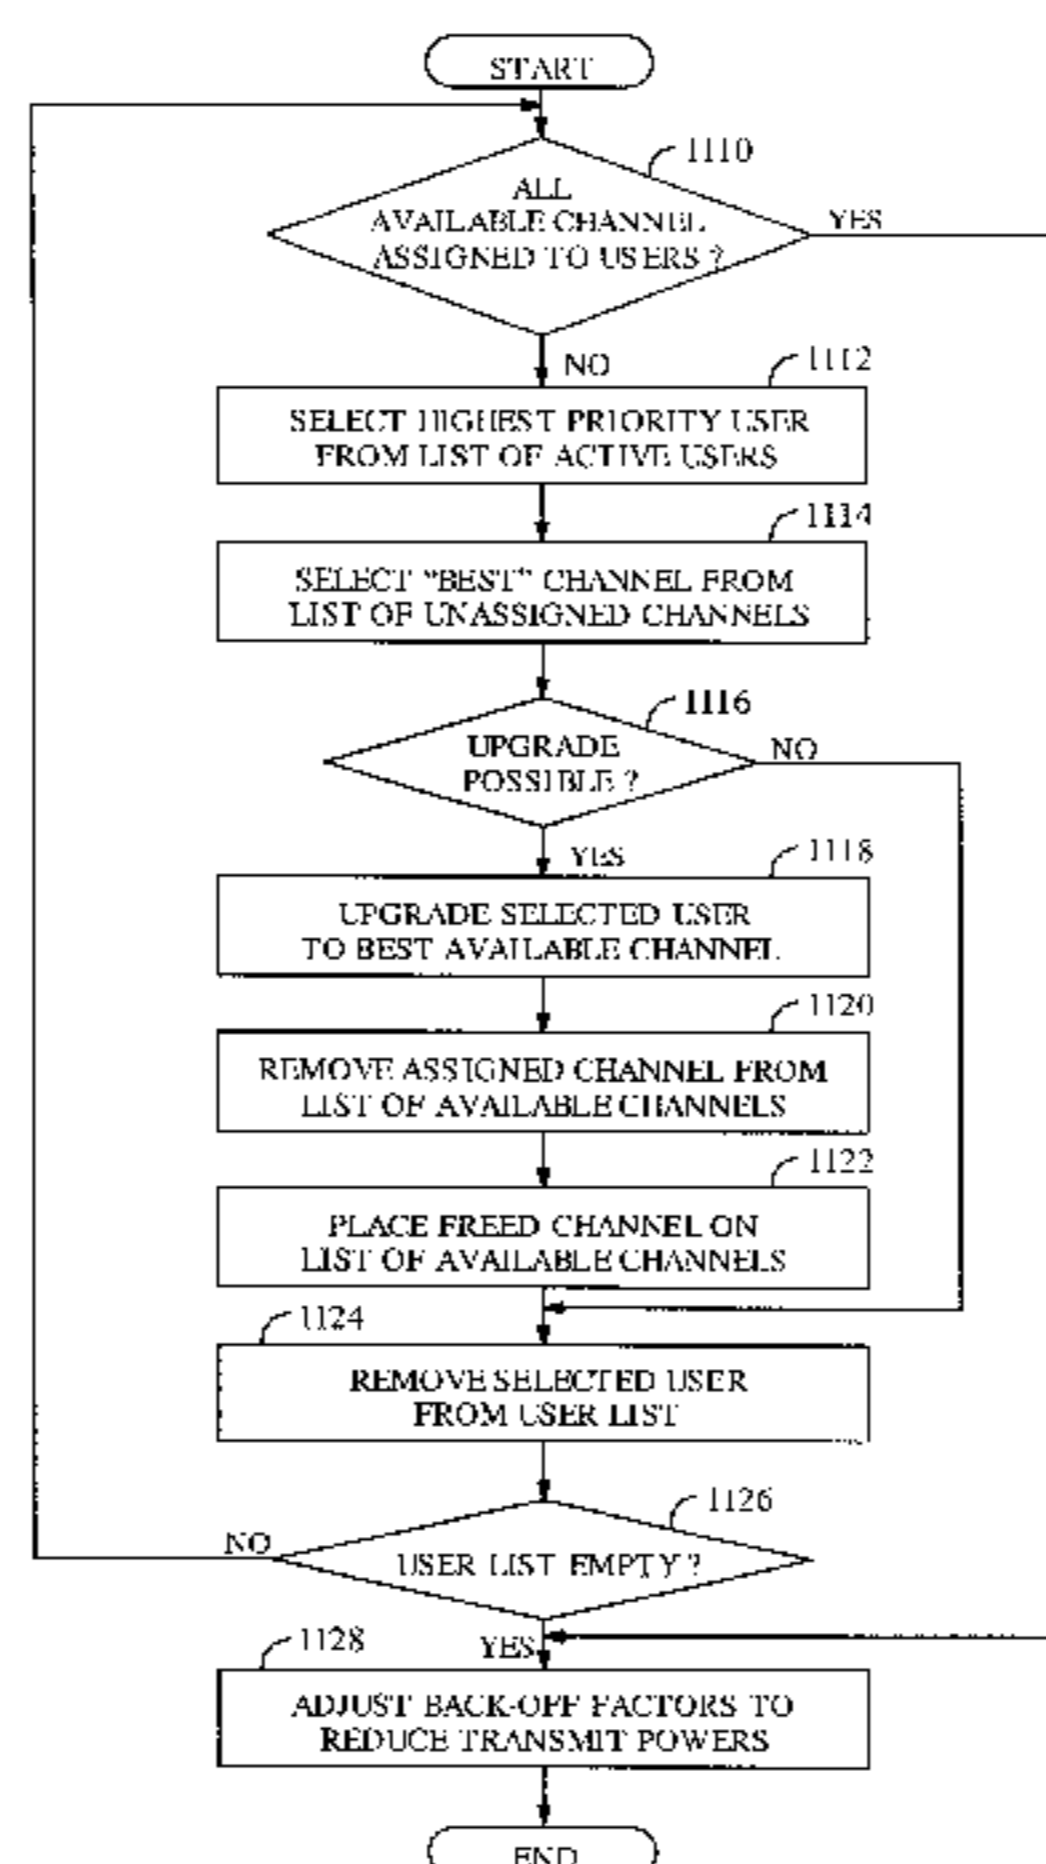 START
1110
ALL
AVAILABLE CHANNEL
ASSIGNED TO USERS ?
YES
NO
1112
SELECT HIGHEST PRIORITY USER
FROM LIST OF ACTIVE USERS
1114
SELECT "BEST" CHANNEL FROM
LIST OF UNASSIGNED CHANNELS
1116
UPGRADE
POSSIBLE ?
NO
YES
1118
UPGRADE SELECTED USER
TO BEST AVAILABLE CHANNEL
1120
REMOVE ASSIGNED CHANNEL FROM
LIST OF AVAILABLE CHANNELS
1122
PLACE FREED CHANNEL ON
LIST OF AVAILABLE CHANNELS
1124
REMOVE SELECTED USER
FROM USER LIST
1126
NO
USER LIST EMPTY ?
YES
1128
ADJUST BACK-OFF FACTORS TO
REDUCE TRANSMIT POWERS
END